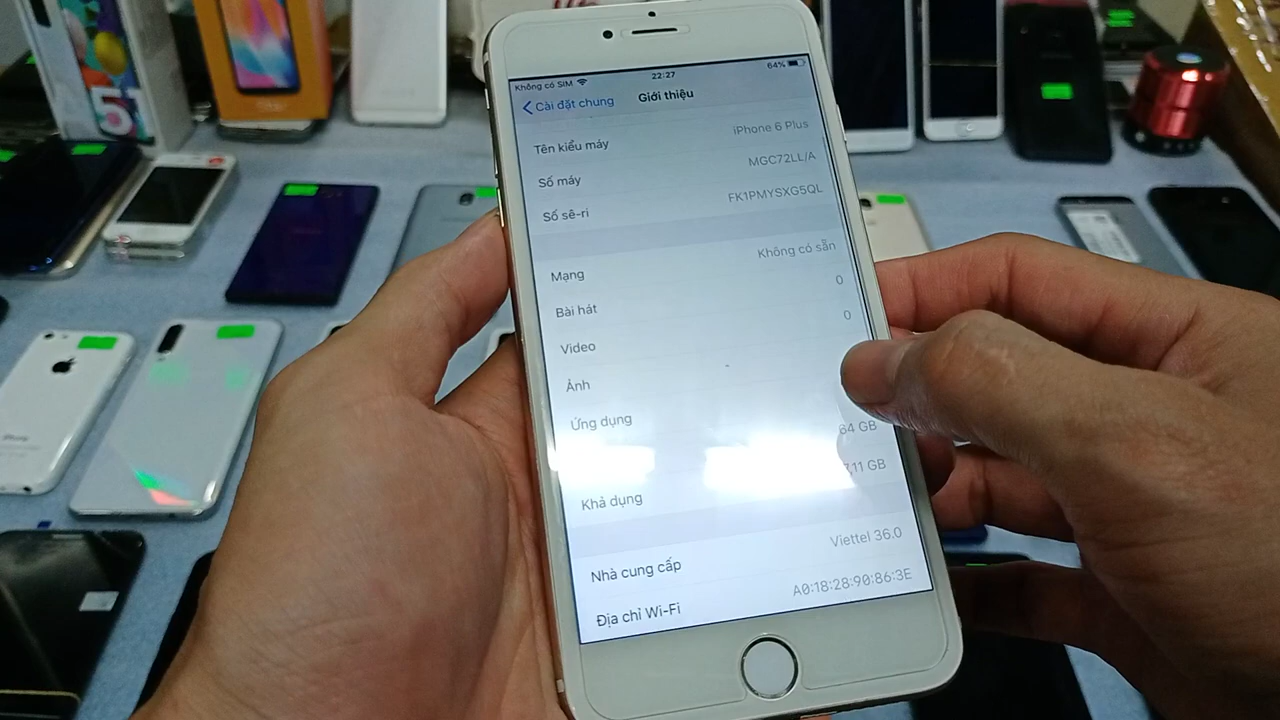 Không có SIM
22:27
64%
Cài đặt chung
Giới thiệu
Tên kiểu máy
iPhone 6 Plus
Số máy
MGC72LL/A
Số sê-ri
FK1PMYSXG5QL
Mạng
Không có sẵn
Bài hát
0
Video
0
Ảnh
Ứng dụng
64 GB
Khả dụng
Nhà cung cấp
Viettel 36.0
Địa chỉ Wi-Fi
A0:18:28:90:86:3E